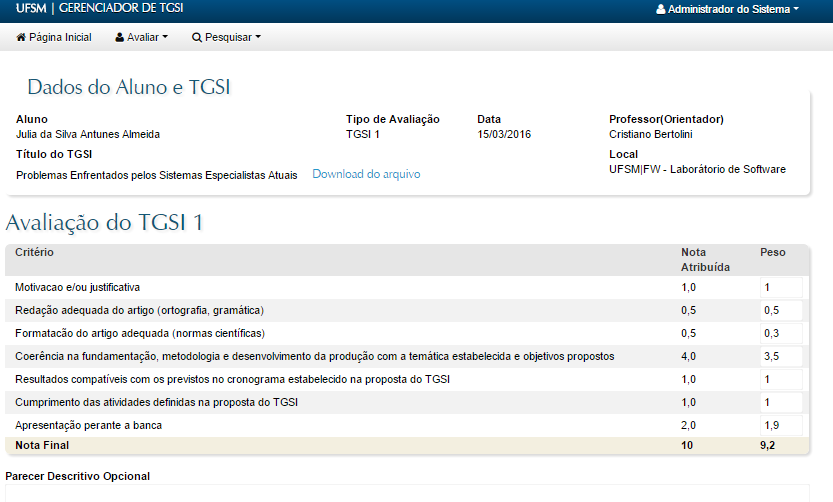 UFSM | GERENCIADOR DE TGSI
Administrador do Sistema
Página Inicial Avaliar Pesquisar
Dados do Aluno e TGSI
Aluno Tipo de Avaliação Data Professor(Orientador)
Julia da Silva Antunes Almeida TGSI 1 15/03/2016 Cristiano Bertolini
Título do TGSI Local
Problemas Enfrentados pelos Sistemas Especialistas Atuais Download do arquivo UFSM|FW - Laborátorio de Software
Avaliação do TGSI 1
Critério Nota Atribuída Peso
Motivacao e/ou justificativa 1,0 1
Redação adequada do artigo (ortografia, gramática) 0,5 0,5
Formatacão do artigo adequada (normas científicas) 0,5 0,3
Coerência na fundamentação, metodologia e desenvolvimento da produção com a temática estabelecida e objetivos propostos 4,0 3,5
Resultados compatíveis com os previstos no cronograma estabelecido na proposta do TGSI 1,0 1
Cumprimento das atividades definidas na proposta do TGSI 1,0 1
Apresentação perante a banca 2,0 1,9
Nota Final 10 9,2
Parecer Descritivo Opcional